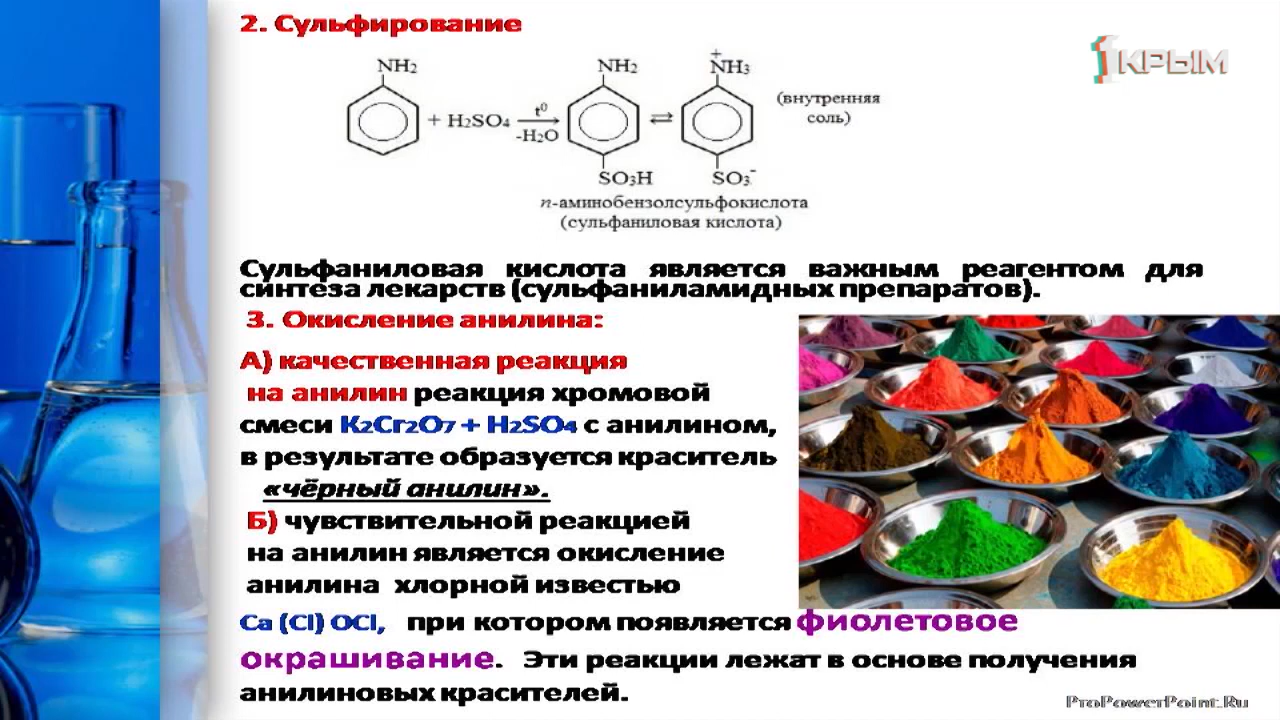 2. Сульфирование
1КРЫМ
NH2 NH2 +NH3
(внутренняя
соль)
+ H2SO4 t0 -H2O ⇌
SO3H SO3-
п-аминобензолсульфокислота
(сульфаниловая кислота)
Сульфаниловая кислота является важным реагентом для
синтеза лекарств (сульфаниламидных препаратов).
3. Окисление анилина:
А) качественная реакция
на анилин реакция хромовой
смеси K2Cr2O7 + H2SO4 с анилином,
в результате образуется краситель
«чёрный анилин».
Б) чувствительной реакцией
на анилин является окисление
анилина хлорной известью
Ca (Cl) OCl, при котором появляется фиолетовое
окрашивание. Эти реакции лежат в основе получения
анилиновых красителей.
ProPowerPoint.Ru